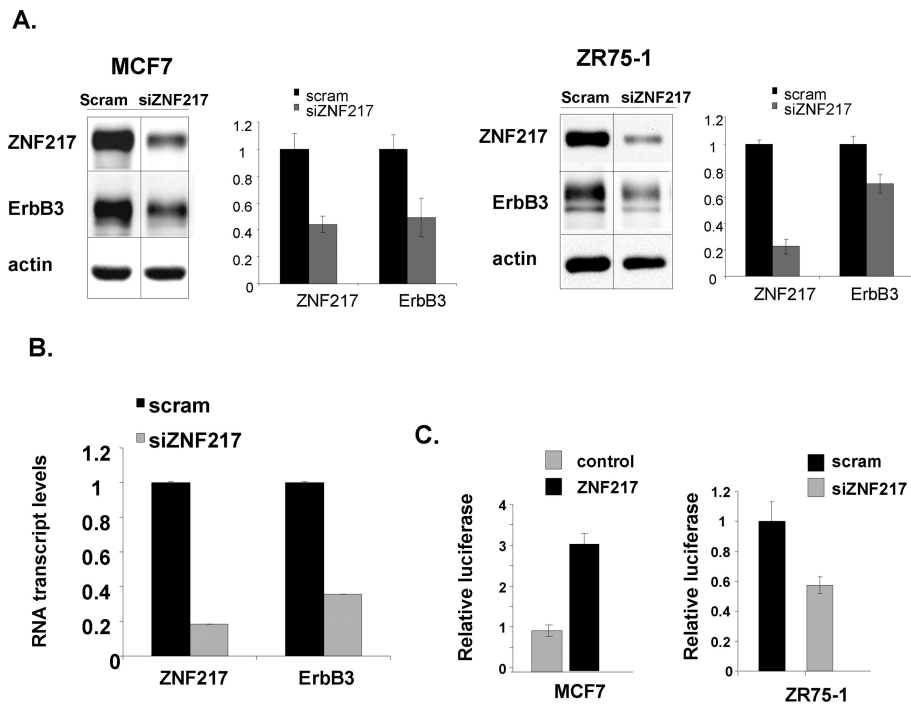 A.
MCF7
Scram siZNF217
ZNF217
ErbB3
actin
scram
siZNF217
1.2
1
0.8
0.6
0.4
0.2
0
ZNF217 ErbB3
ZR75-1
Scram siZNF217
ZNF217
ErbB3
actin
scram
siZNF217
1.2
1
0.8
0.6
0.4
0.2
0
ZNF217 ErbB3
B.
scram
siZNF217
RNA transcript levels
1.2
1
0.8
0.6
0.4
0.2
0
ZNF217 ErbB3
C.
control
ZNF217
Relative luciferase
4
3
2
1
0
MCF7
scram
siZNF217
Relative luciferase
1.2
1
0.8
0.6
0.4
0.2
0
ZR75-1